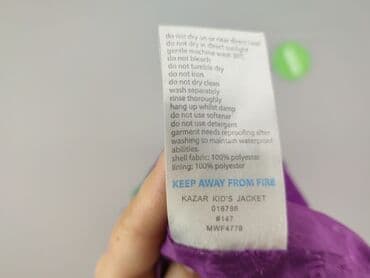 do not dry on or near direct heat
do not dry in direct sunlight
gentle machine wash 30°
do not bleach
do not tumble dry
do not iron
do not dry clean
wash separately
rinse thoroughly
hang up whilst damp
do not use softener
do not use detergent
garment needs reproofing after
washing to maintain waterproof
abilities.
shell fabric: 100% polyester
lining: 100% polyester
KEEP AWAY FROM FIRE
KAZAR KID'S JACKET
016796
#147
MWF4778